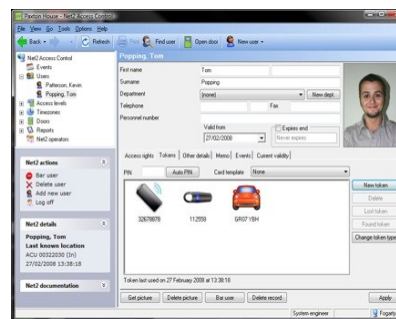 Paxton House - Net2 Access Control
File View Go Tools Options Help
Back Refresh Print Find user Open door New user
Net2 Access Control
Events
Users
Patterson, Kevin
Popping, Tom
Access levels
Timezones
Doors
Reports
Net2 operators
Net2 actions
Bar user
Delete user
Add new user
Log off
Net2 details
Popping, Tom
Last known location
ACU 00322030 (In)
27/02/2008 13:38:18
Net2 documentation
Popping, Tom
First name Tom
Surname Popping
Department (none) New dept.
Telephone Fax
Personnel number
Valid from Expires end
27/02/2008 Never expires
Access rights Tokens Other details Memo Events Current validity
PIN Auto PIN Card template None
New token
Delete
Lost token
Found token
Change token type
32678878 112558 GR07 YBH
Token last used on 27 February 2008 at 13:38:18
Get picture Delete picture Bar user Delete record Apply
System engineer Fogarty